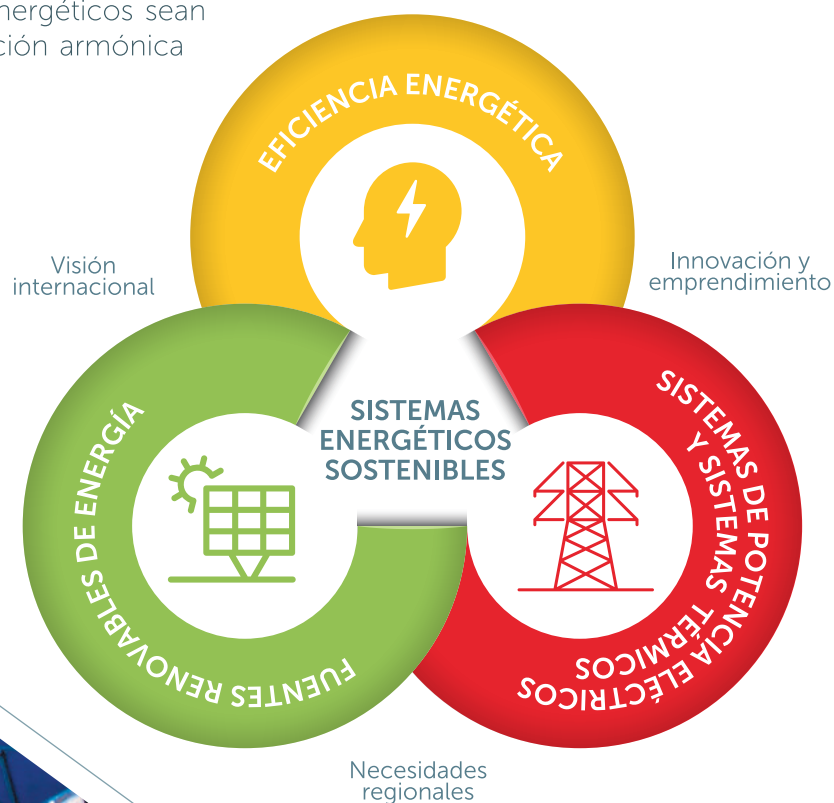 nergéticos sean
ción armónica
EFICIENCIA ENERGÉTICA
Visión
internacional
Innovación y
emprendimiento
SISTEMAS
ENERGÉTICOS
SOSTENIBLES
FUENTES RENOVABLES DE ENERGÍA
SISTEMAS DE POTENCIA ELÉCTRICOS
Y SISTEMAS TÉRMICOS
Necesidades
regionales